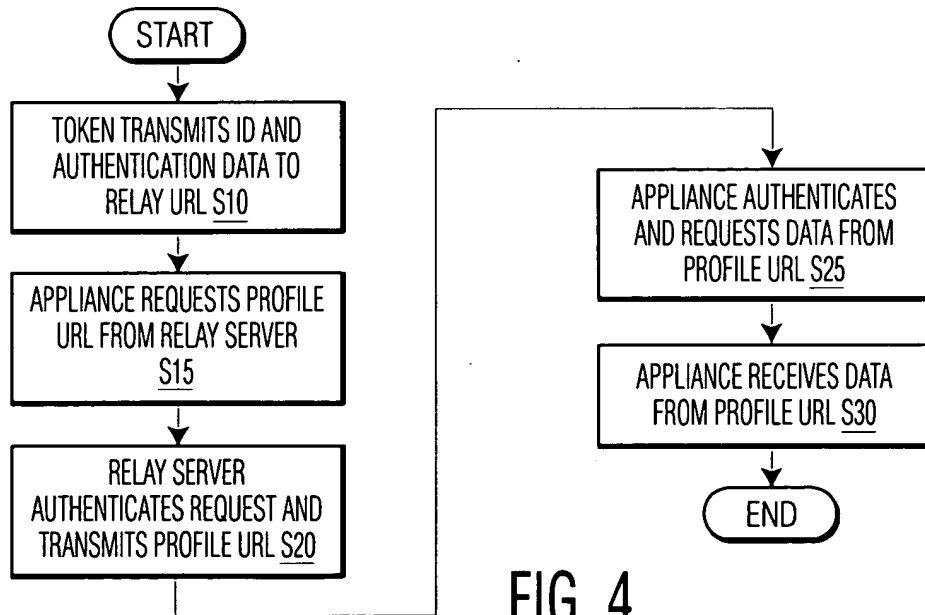 START
TOKEN TRANSMITS ID AND
AUTHENTICATION DATA TO
RELAY URL S10
APPLIANCE REQUESTS PROFILE
URL FROM RELAY SERVER
S15
RELAY SERVER
AUTHENTICATES REQUEST AND
TRANSMITS PROFILE URL S20
APPLIANCE AUTHENTICATES
AND REQUESTS DATA FROM
PROFILE URL S25
APPLIANCE RECEIVES DATA
FROM PROFILE URL S30
END
FIG. 4